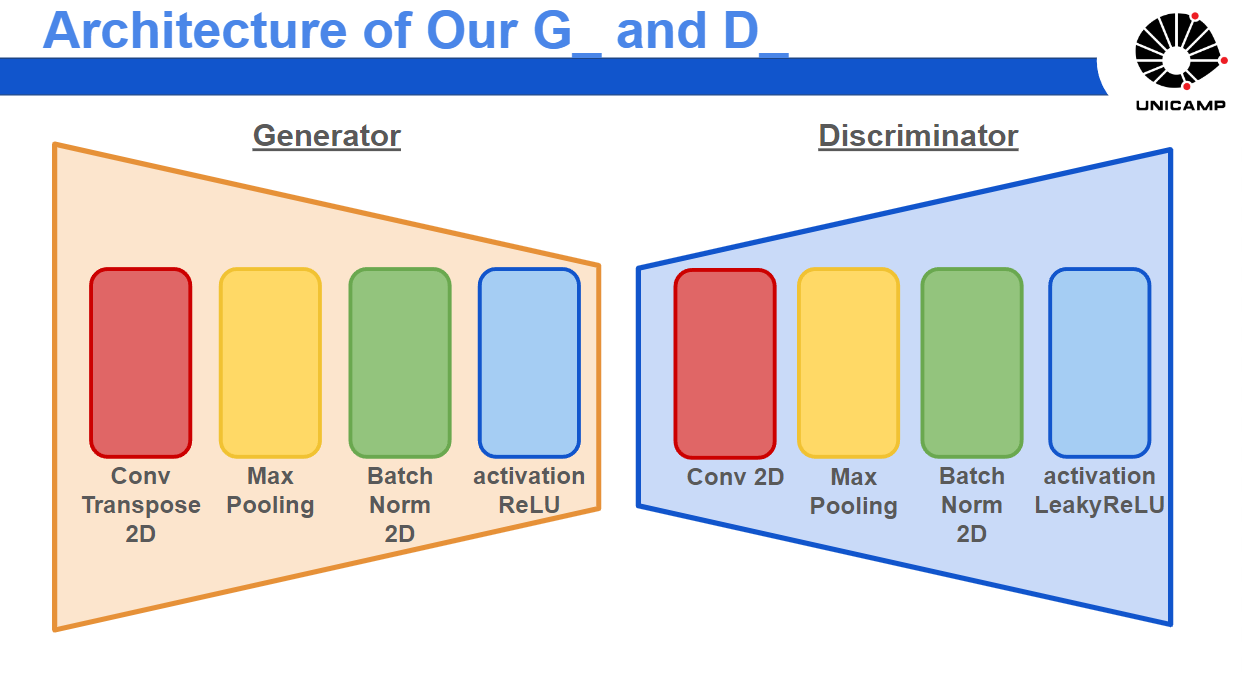 Architecture of Our G_ and D_
UNICAMP
Generator
Conv
Transpose
2D
Max
Pooling
Batch
Norm
2D
activation
ReLU
Discriminator
Conv 2D
Max
Pooling
Batch
Norm
2D
activation
LeakyReLU